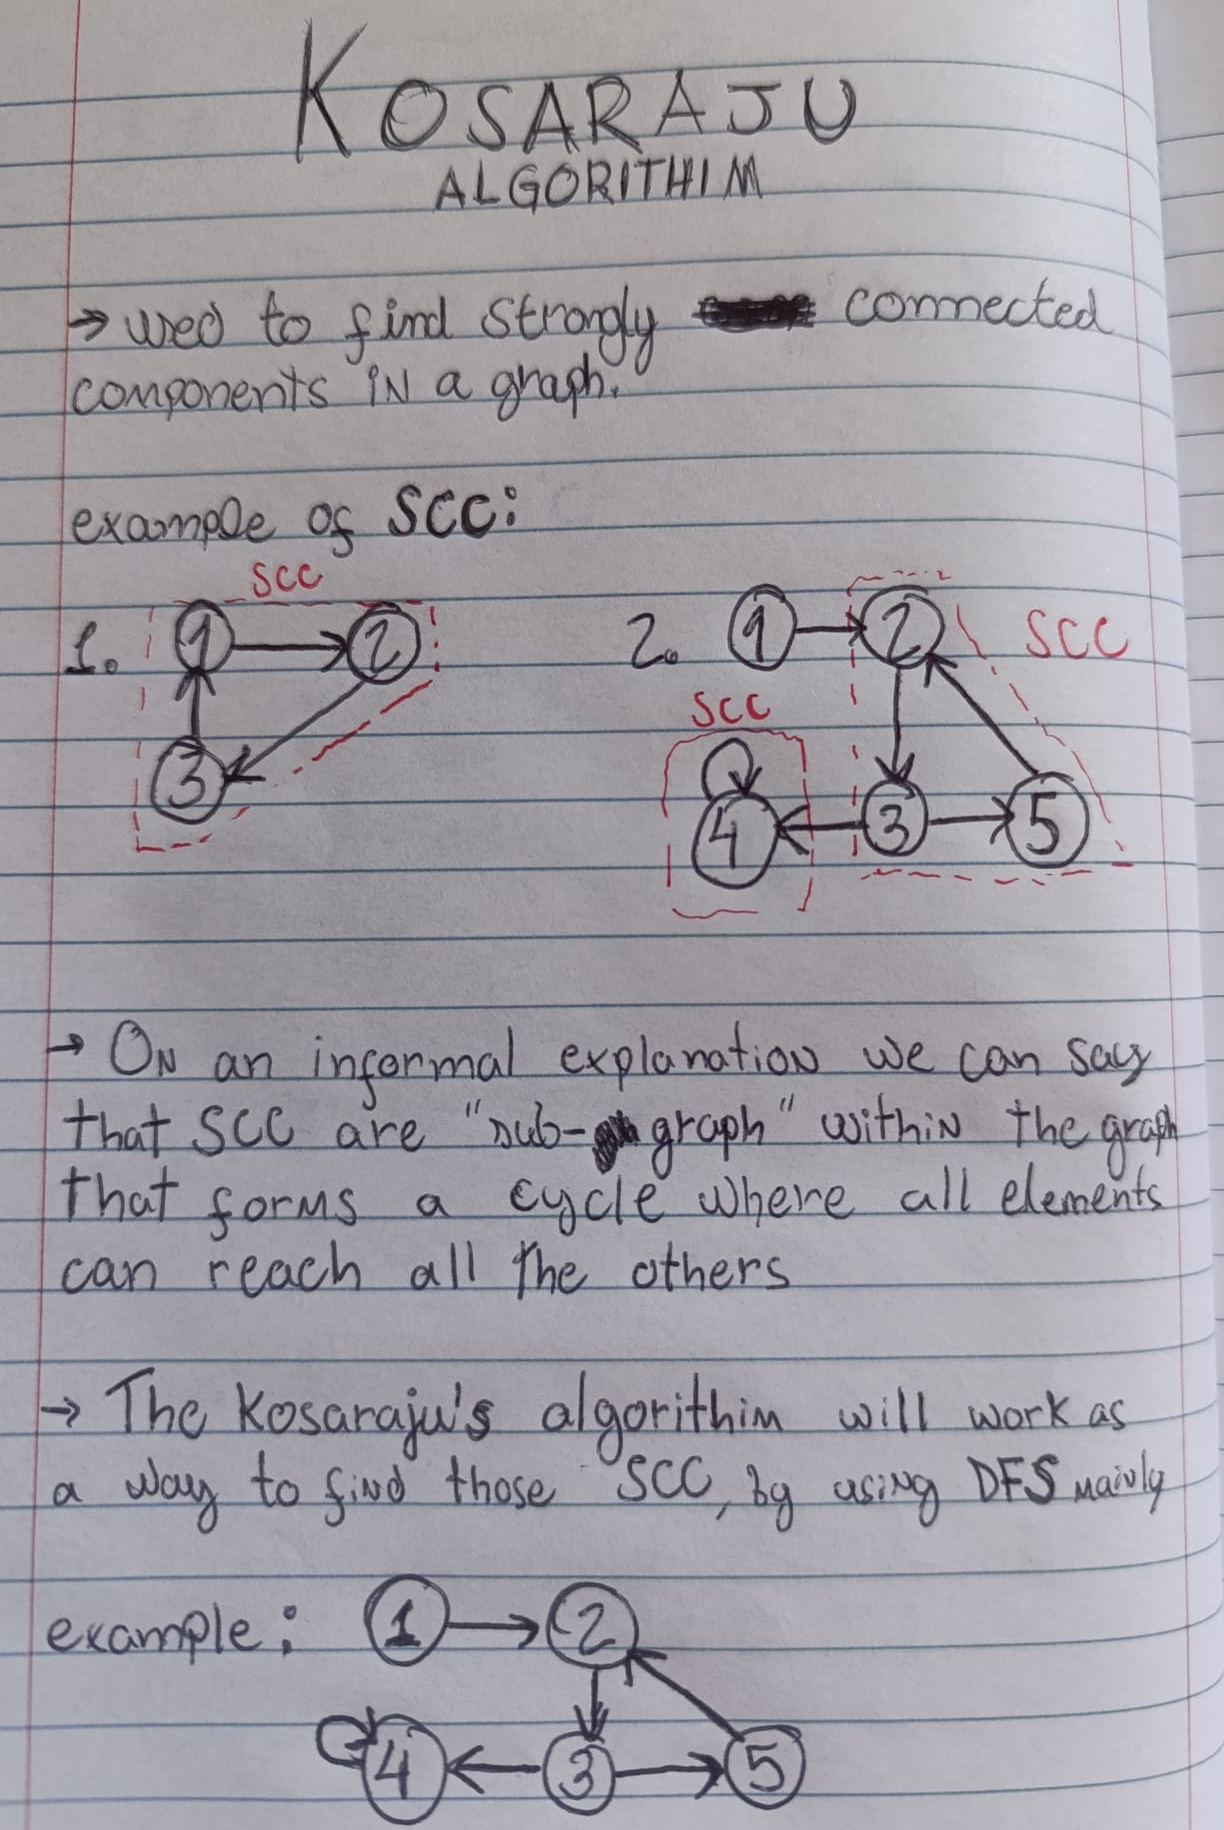 KOSARAJU
ALGORITHIM
→ used to find strongly connected
components in a graph.
example of SCC:
SCC
1. 1 2
3
2. 1 2 SCC
SCC
4 3 5
→ On an informal explanation we can say
that SCC are "sub-graph" within the graph
that forms a cycle where all elements
can reach all the others
→ The Kosaraju's algorithim will work as
a way to find those SCC, by using DFS mainly
example: 1 2
4 3 5